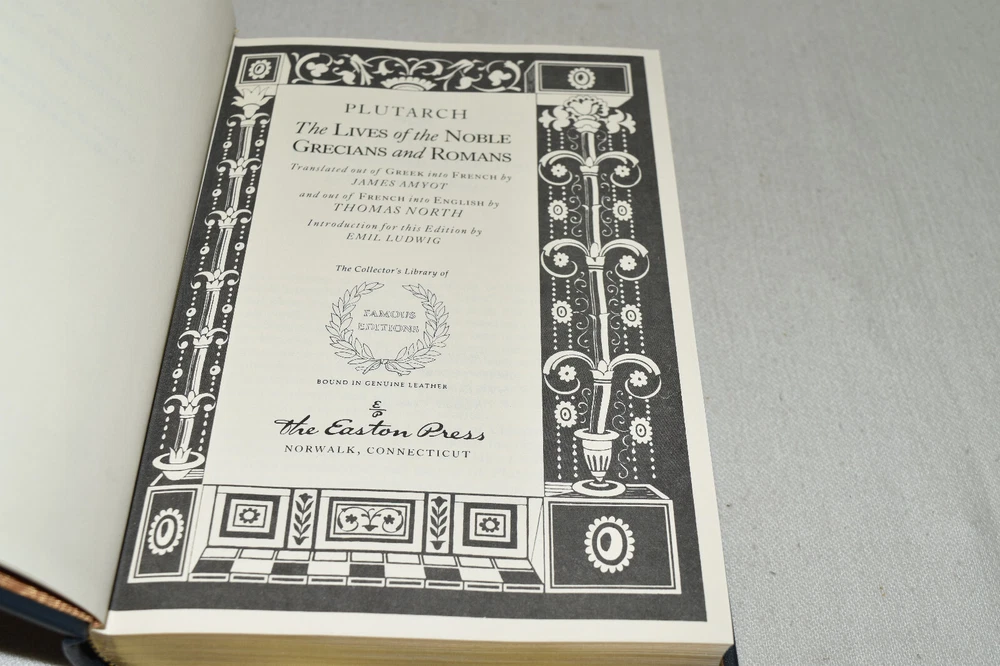 PLUTARCH
The LIVES of the NOBLE
GRECIANS and ROMANS
Translated out of GREEK into FRENCH by
JAMES AMYOT
and out of FRENCH into ENGLISH by
THOMAS NORTH
Introduction for this Edition by
EMIL LUDWIG
The Collector's Library of
FAMOUS
EDITIONS
BOUND IN GENUINE LEATHER
E
P
the Easton Press
NORWALK, CONNECTICUT